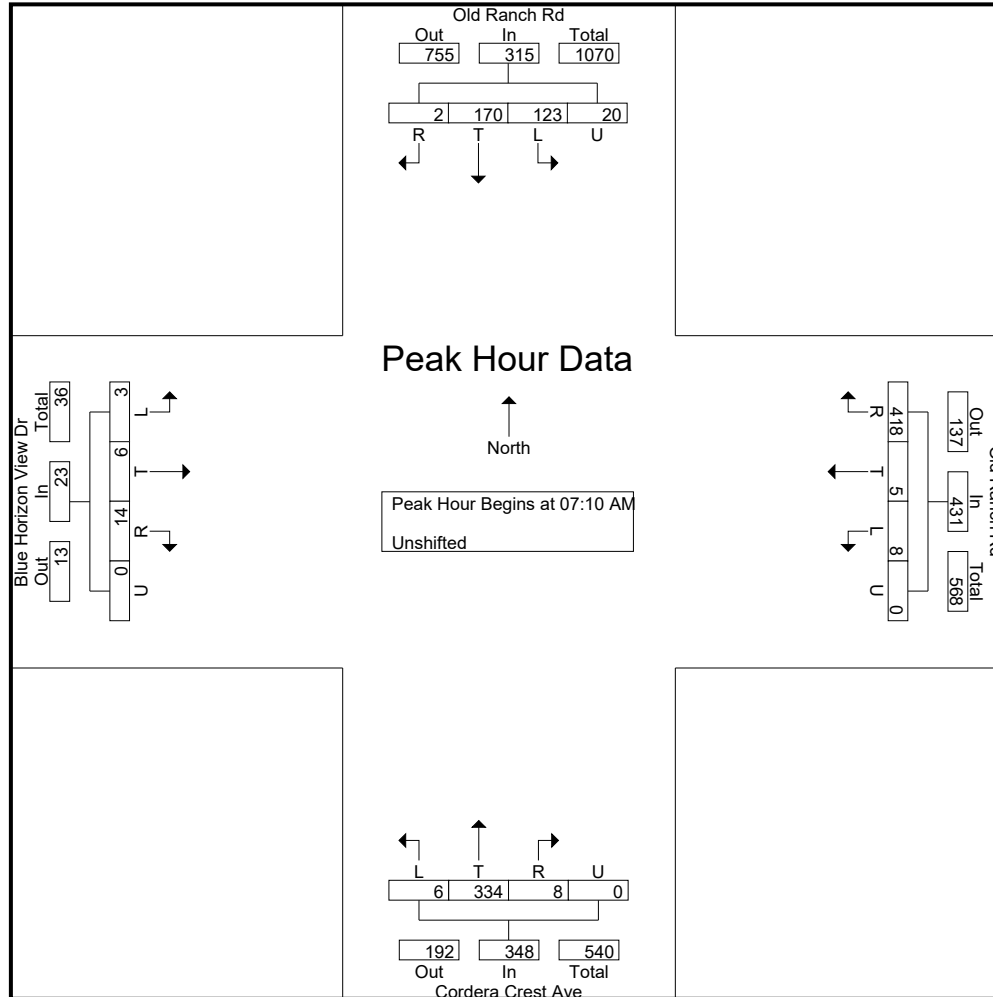 Old Ranch Rd
Out In Total
755 315 1070
2 170 123 20
R T L U
Peak Hour Data
North
Peak Hour Begins at 07:10 AM
Unshifted
Blue Horizon View Dr
Total In Out
36 23 13
3 6 14 0
L T R U
Out In Total
137 431 568
418 5 8 0
R T L U
L T R U
6 334 8 0
192 348 540
Out In Total
Cordera Crest Ave